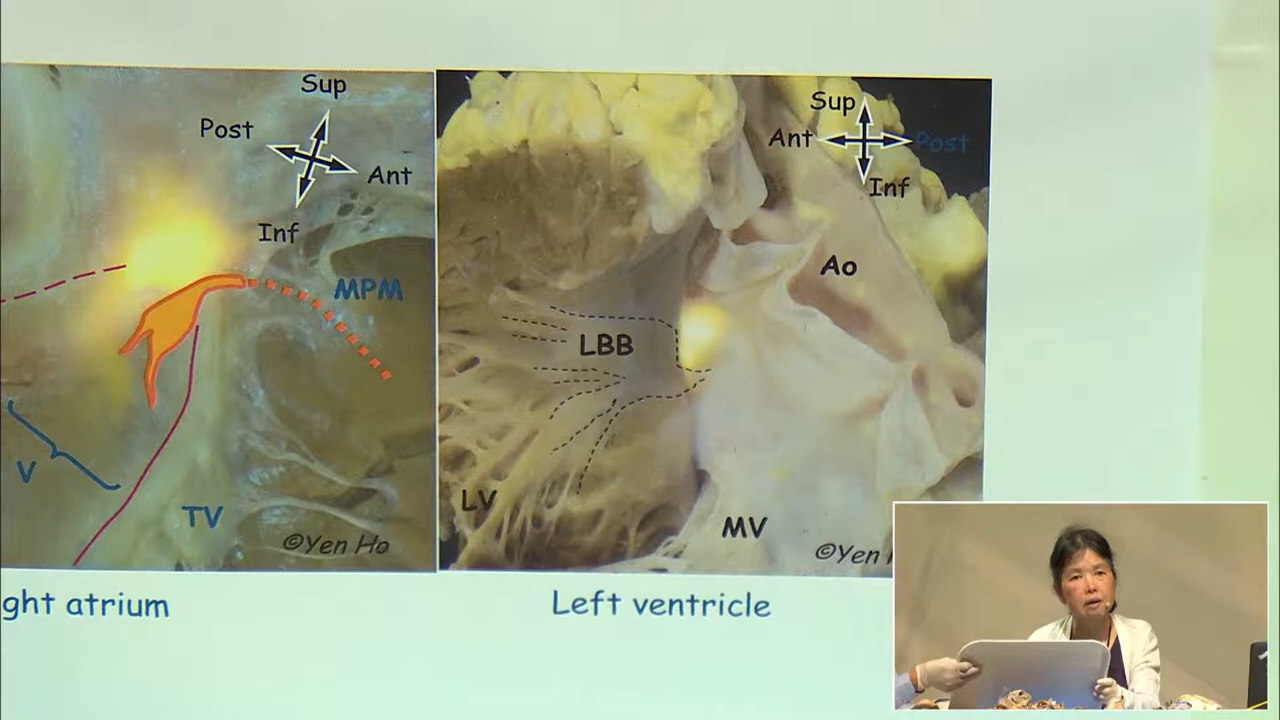 Sup
Post
Ant
Inf
MPM
V
TV
©Yen Ho
ght atrium
Sup
Ant
Post
Inf
Ao
LBB
LV
MV
©Yen
Left ventricle